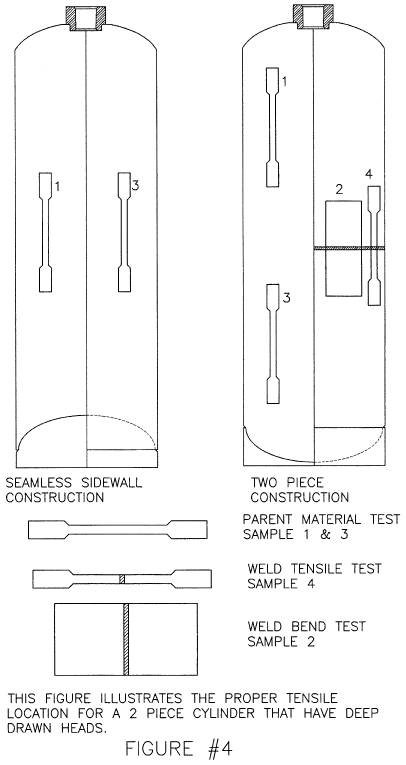 1
3
1
2
4
3
SEAMLESS SIDEWALL
CONSTRUCTION
TWO PIECE
CONSTRUCTION
PARENT MATERIAL TEST
SAMPLE 1 & 3
WELD TENSILE TEST
SAMPLE 4
WELD BEND TEST
SAMPLE 2
THIS FIGURE ILLUSTRATES THE PROPER TENSILE
LOCATION FOR A 2 PIECE CYLINDER THAT HAVE DEEP
DRAWN HEADS.
FIGURE #4